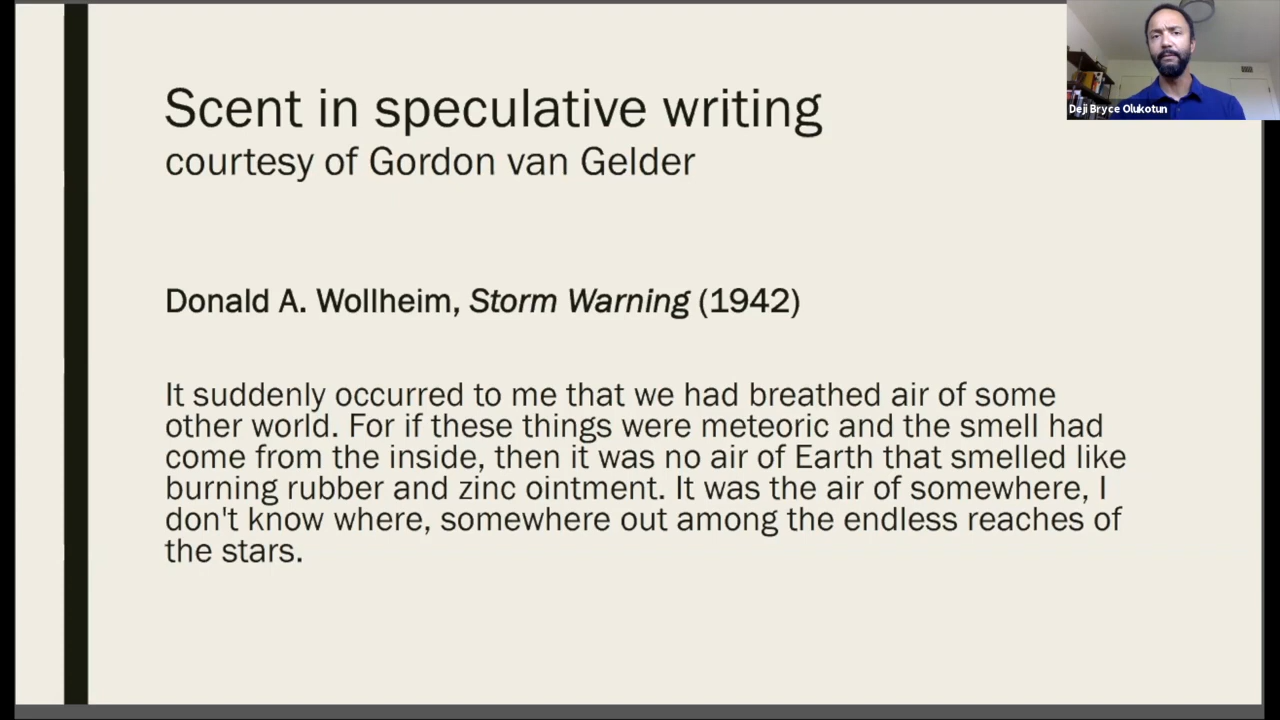 Scent in speculative writing
courtesy of Gordon van Gelder
Deji Bryce Olukotun
Donald A. Wollheim, Storm Warning (1942)
It suddenly occurred to me that we had breathed air of some
other world. For if these things were meteoric and the smell had
come from the inside, then it was no air of Earth that smelled like
burning rubber and zinc ointment. It was the air of somewhere, I
don't know where, somewhere out among the endless reaches of
the stars.